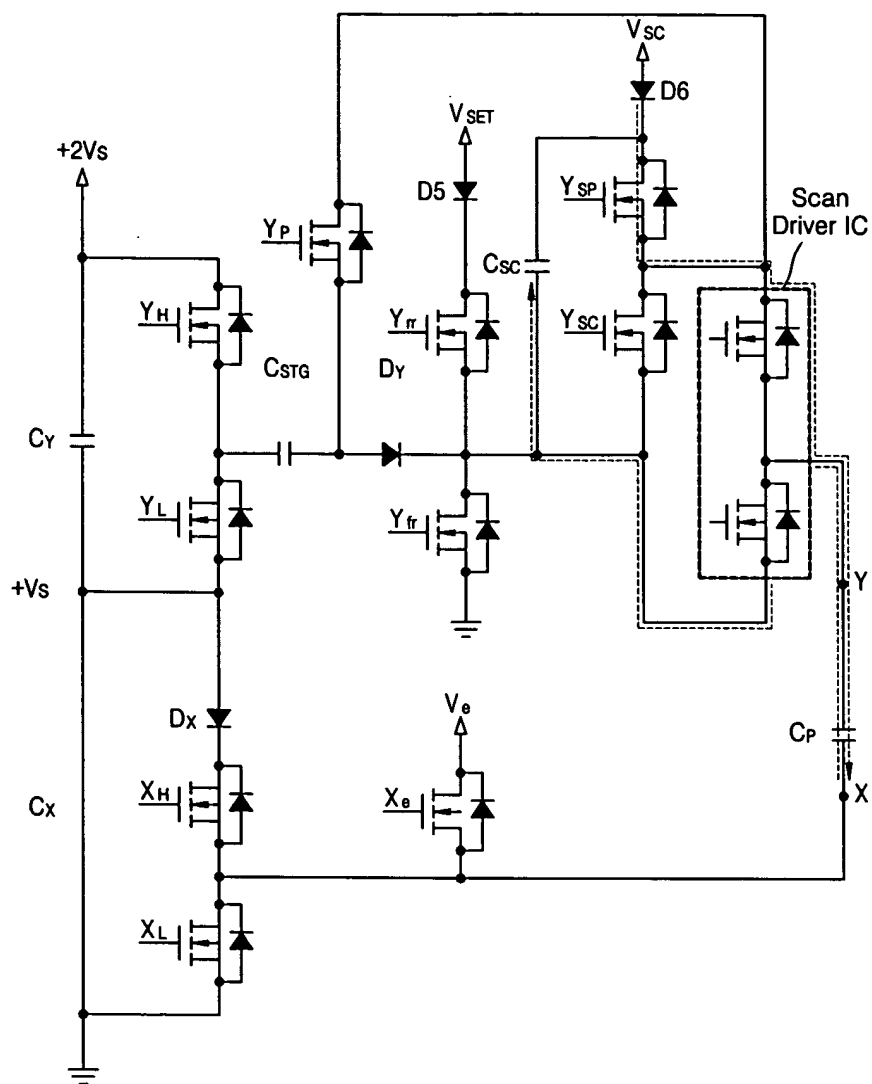 VSC
D6
VSET
+2VS
D5
YSP
Scan
Driver IC
YP
CSC
YH
Yrr
YSC
CSTG
DY
CY
YL
Yfr
+VS
Y
Ve
DX
CP
XH
Xe
X
CX
XL